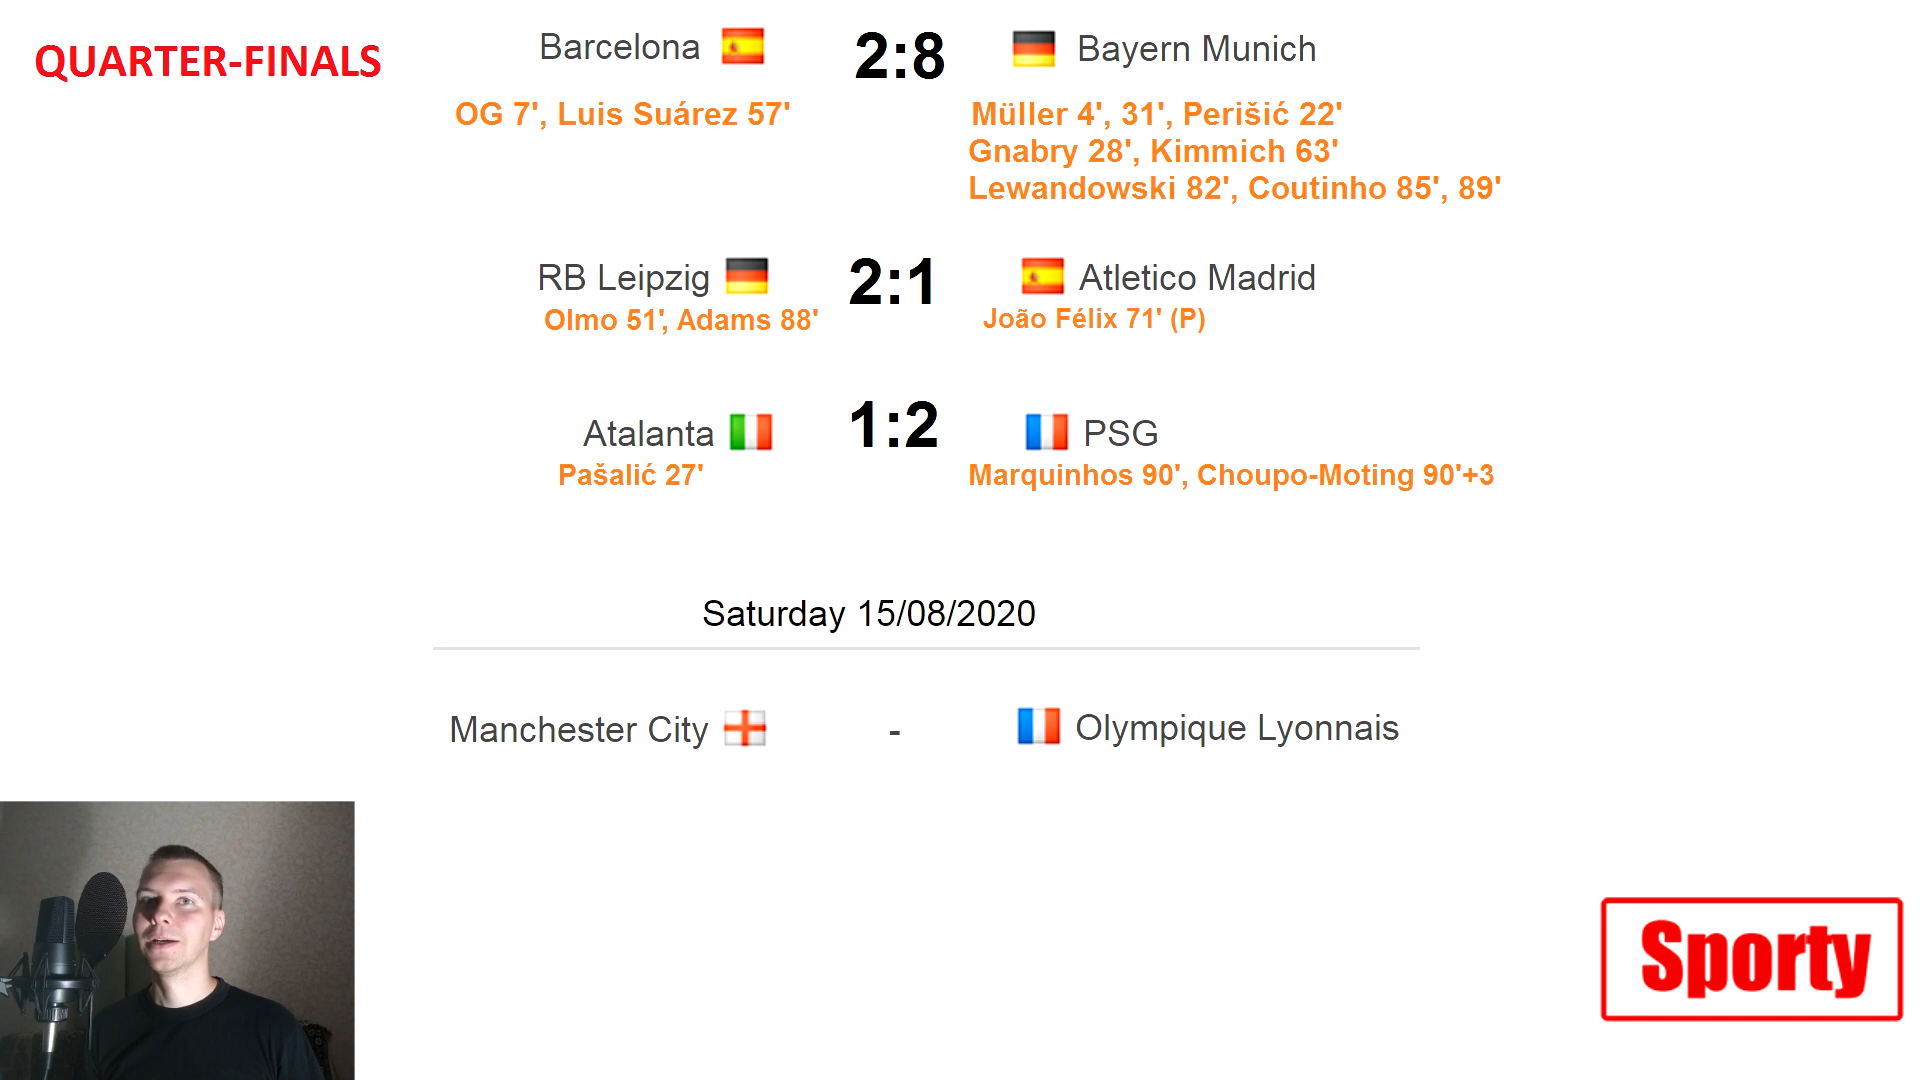 QUARTER-FINALS
Barcelona 2:8 Bayern Munich
OG 7', Luis Suárez 57' Müller 4', 31', Perišić 22'
Gnabry 28', Kimmich 63'
Lewandowski 82', Coutinho 85', 89'
RB Leipzig 2:1 Atletico Madrid
Olmo 51', Adams 88' João Félix 71' (P)
Atalanta 1:2 PSG
Pašalić 27' Marquinhos 90', Choupo-Moting 90'+3
Saturday 15/08/2020
Manchester City - Olympique Lyonnais
Sporty